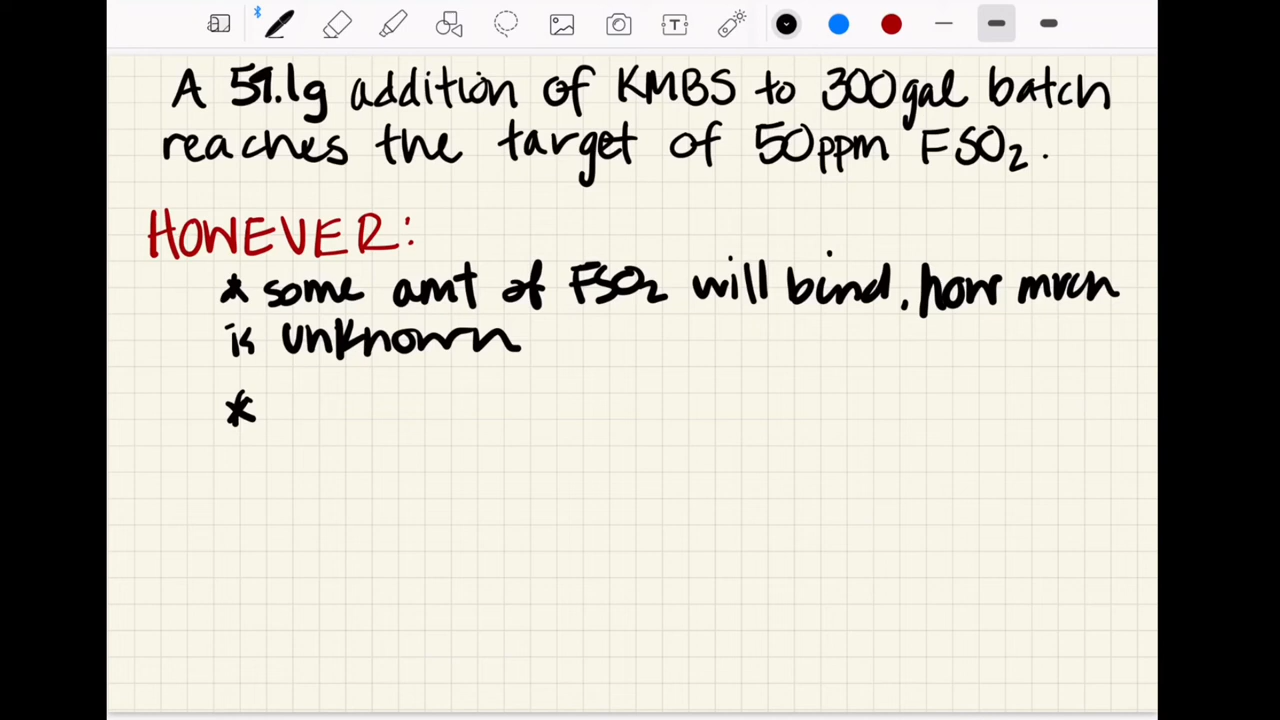 A 59.1g addition of KMBS to 300gal batch
reaches the target of 50ppm FSO₂.
HOWEVER:
* some amt of FSO₂ will bind, how much
is unknown
*